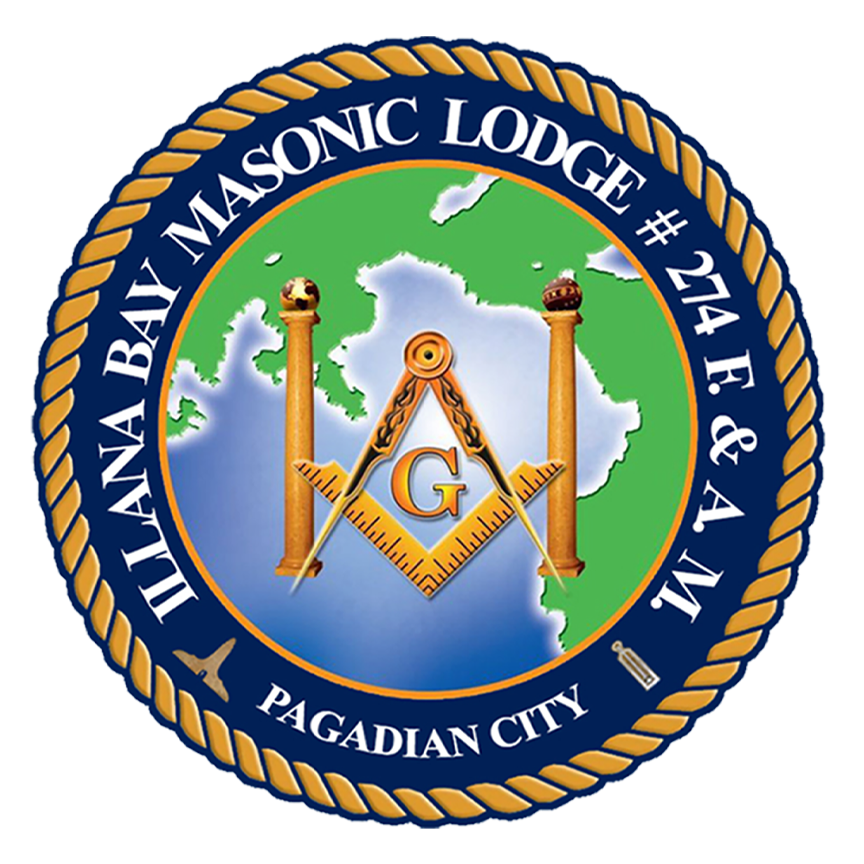 ILLANA BAY MASONIC LODGE # 274 F. & A. M.
G
PAGADIAN CITY